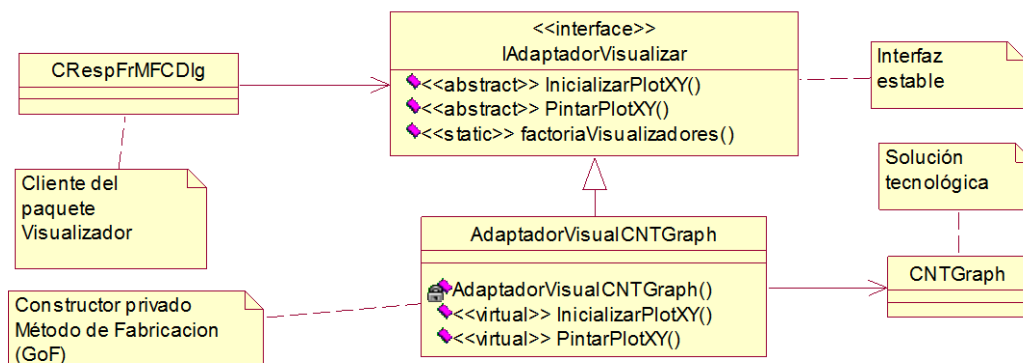 <<interface>>
IAdaptadorVisualizar
<<abstract>> InicializarPlotXY()
<<abstract>> PintarPlotXY()
<<static>> factoriaVisualizadores()
CRespFrMFCDlg
Interfaz
estable
Cliente del
paquete
Visualizador
Solución
tecnológica
AdaptadorVisualCNTGraph
AdaptadorVisualCNTGraph()
<<virtual>> InicializarPlotXY()
<<virtual>> PintarPlotXY()
CNTGraph
Constructor privado
Método de Fabricacion
(GoF)